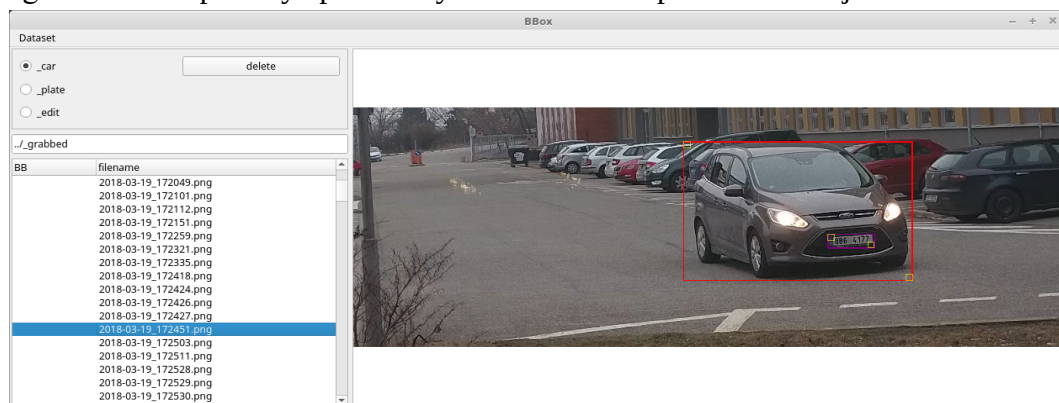 BBox
Dataset
_car
delete
_plate
_edit
../_grabbed
BB filename
2018-03-19_172049.png
2018-03-19_172101.png
2018-03-19_172112.png
2018-03-19_172151.png
2018-03-19_172259.png
2018-03-19_172321.png
2018-03-19_172335.png
2018-03-19_172418.png
2018-03-19_172424.png
2018-03-19_172426.png
2018-03-19_172427.png
2018-03-19_172451.png
2018-03-19_172503.png
2018-03-19_172511.png
2018-03-19_172528.png
2018-03-19_172529.png
2018-03-19_172530.png
4177